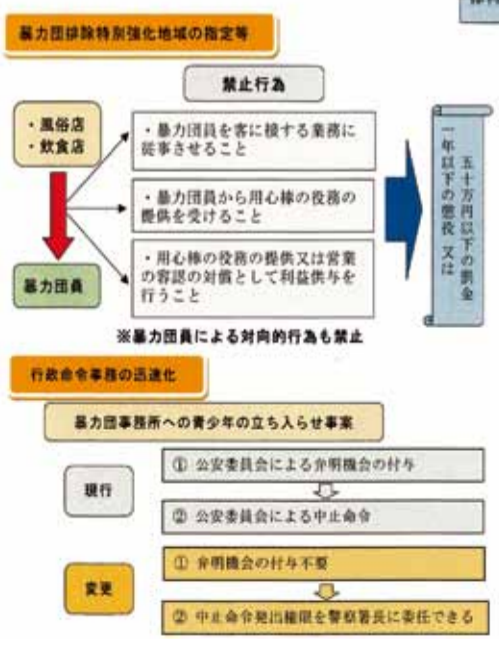 暴力団排除特別強化地域の指定等
禁止行為
・風俗店
・飲食店
暴力団員
・暴力団員を客に接する業務に
従事させること
・暴力団員から用心棒の役務の
提供を受けること
・用心棒の役務の提供又は営業
の容認の対償として利益供与を
行うこと
一年以下の懲役 又は
五十万円以下の罰金
※暴力団員による対向的行為も禁止
行政命令事務の迅速化
暴力団事務所への青少年の立ち入らせ事案
現行
① 公安委員会による弁明機会の付与
② 公安委員会による中止命令
変更
① 弁明機会の付与不要
② 中止命令発出権限を警察署長に委任できる